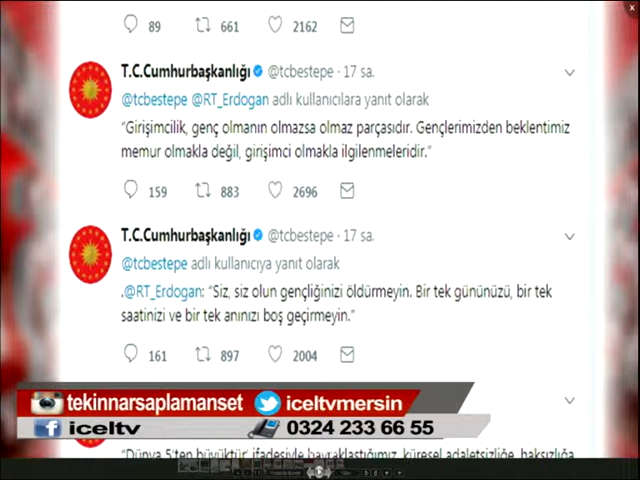 89 661 2162
T.C.Cumhurbaşkanlığı @tcbestepe · 17 sa.
@tcbestepe @RT_Erdogan adlı kullanıcılara yanıt olarak
“Girişimcilik, genç olmanın olmazsa olmaz parçasıdır. Gençlerimizden beklentimiz
memur olmakla değil, girişimci olmakla ilgilenmeleridir.”
159 883 2696
T.C.Cumhurbaşkanlığı @tcbestepe · 17 sa.
@tcbestepe adlı kullanıcıya yanıt olarak
.@RT_Erdogan: “Siz, siz olun gençliğinizi öldürmeyin. Bir tek gününüzü, bir tek
saatinizi ve bir tek anınızı boş geçirmeyin.”
161 897 2004
tekinnarsaplamanset iceltvmersin
iceltv 0324 233 66 55
“Dünya 5'ten büyüktür' ifadesiyle bayraklaştığımız, küresel adaletsizliğe, haksızlığa